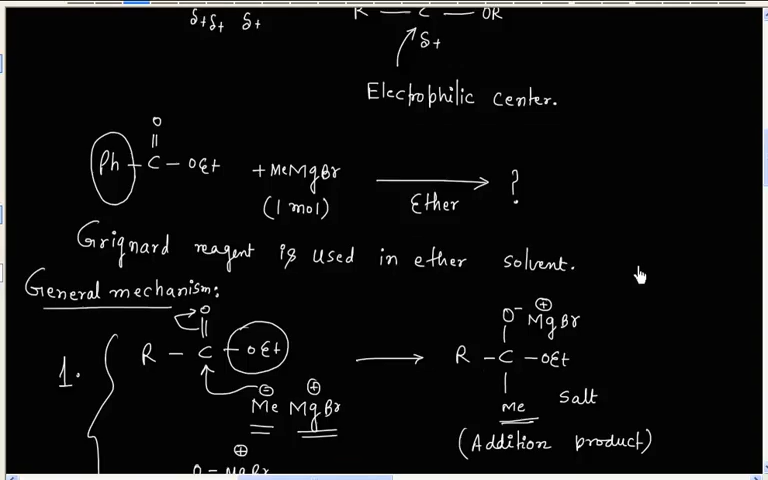 δ+ δ+ δ+
R — C — OR
δ+
Electrophilic center.
O
||
Ph — C — OEt + MeMgBr ⟶ ?
(1 mol) Ether
Grignard reagent is used in ether solvent.
General mechanism:
O O⁻ ⊕MgBr
1. R — C — OEt ⟶ R — C — OEt
⊖ ⊕
Me MgBr Me Salt
(Addition product)
⊕
O — MgBr